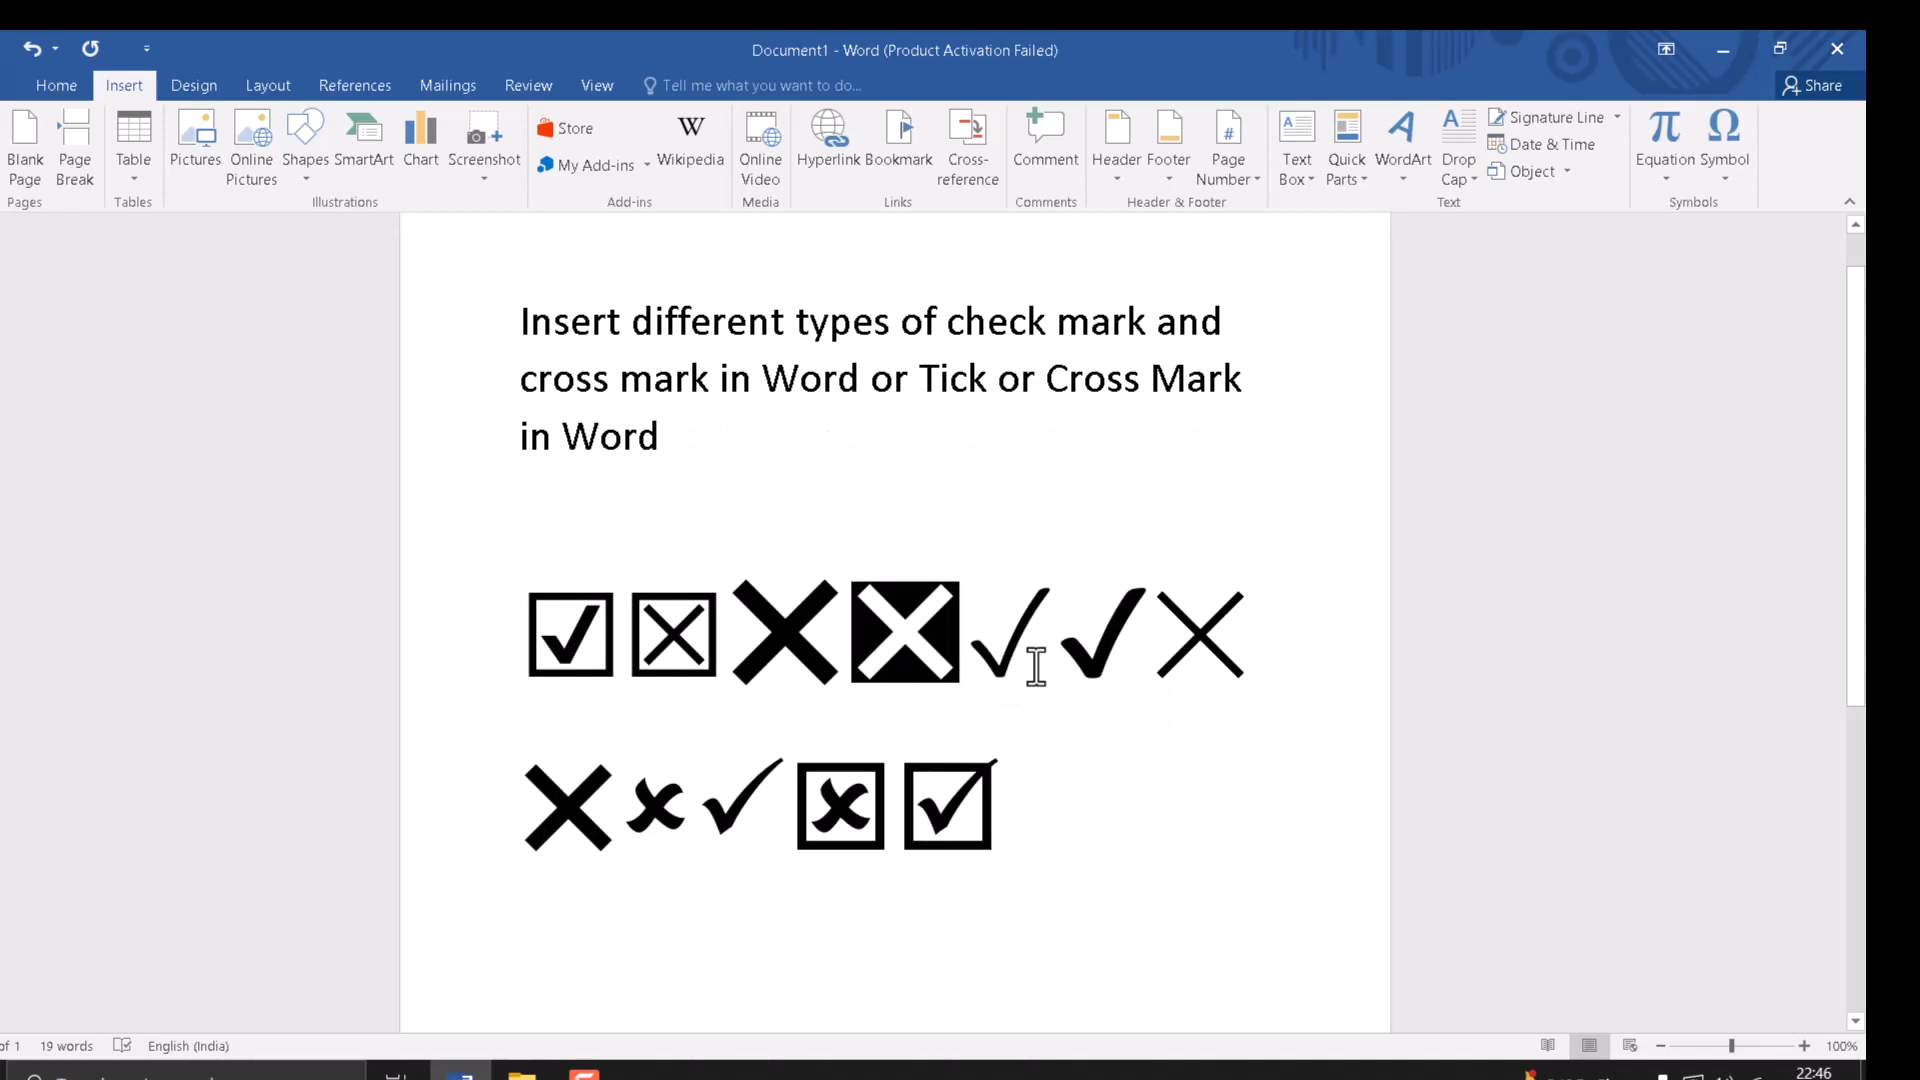 Document1 - Word (Product Activation Failed)
Home Insert Design Layout References Mailings Review View Tell me what you want to do... Share
Blank Page
Page Break
Table
Pictures
Online Pictures
Shapes
SmartArt
Chart
Screenshot
Store
My Add-ins
W
Wikipedia
Online Video
Hyperlink
Bookmark
Cross-reference
Comment
Header
Footer
#
Page Number
A
Text Box
Quick Parts
A
WordArt
A
Drop Cap
Signature Line
Date & Time
Object
π
Equation
Ω
Symbol
Pages Tables Illustrations Add-ins Media Links Comments Header & Footer Text Symbols
Insert different types of check mark and
cross mark in Word or Tick or Cross Mark
in Word
of 1 19 words English (India) 100%
22:46